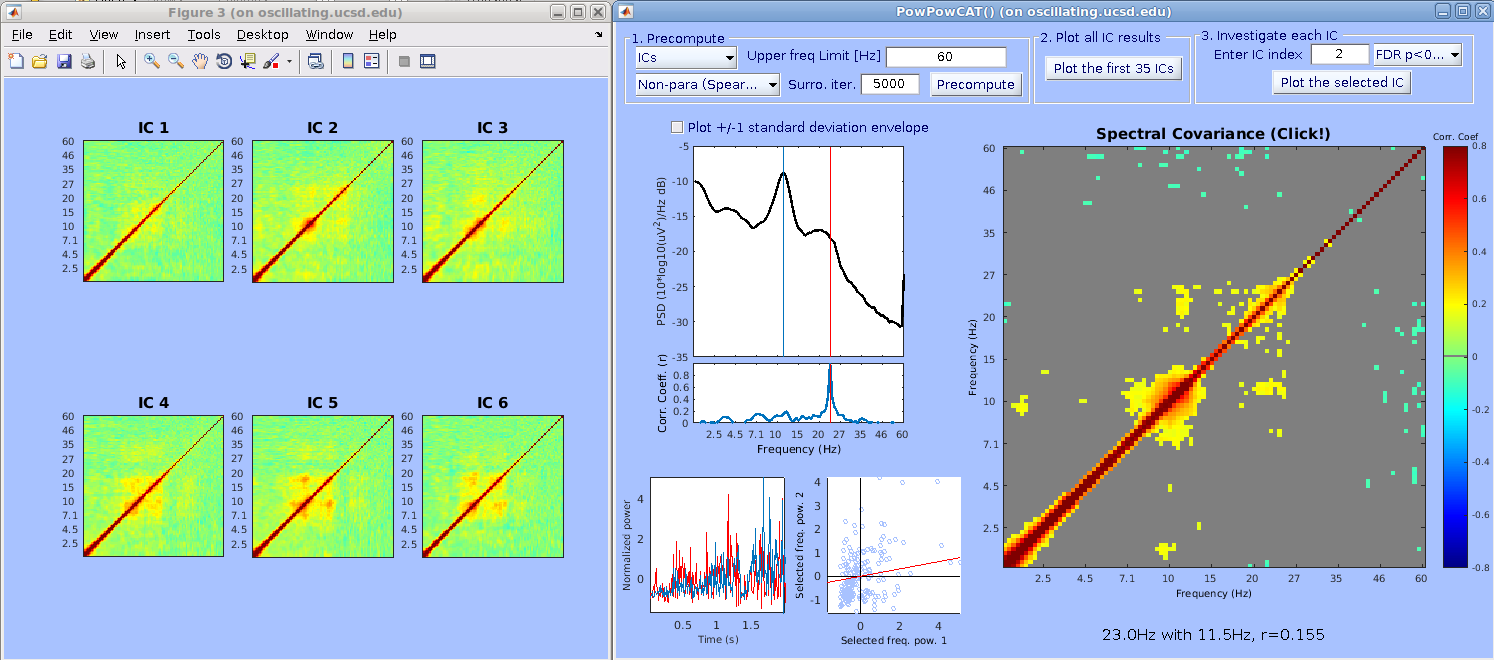 Figure 3 (on oscillating.ucsd.edu)
File Edit View Insert Tools Desktop Window Help
IC 1 IC 2 IC 3
60 60 60
46 46 46
35 35 35
27 27 27
20 20 20
15 15 15
10 10 10
7.1 7.1 7.1
4.5 4.5 4.5
2.5 2.5 2.5
IC 4 IC 5 IC 6
60 60 60
46 46 46
35 35 35
27 27 27
20 20 20
15 15 15
10 10 10
7.1 7.1 7.1
4.5 4.5 4.5
2.5 2.5 2.5
PowPowCAT() (on oscillating.ucsd.edu)
1. Precompute
ICs Upper freq Limit [Hz] 60
Non-para (Spear... Surro. iter. 5000 Precompute
2. Plot all IC results
Plot the first 35 ICs
3. Investigate each IC
Enter IC index 2 FDR p<0...
Plot the selected IC
Plot +/-1 standard deviation envelope
PSD (10*log10(uV^2)/Hz dB)
-5
-10
-15
-20
-25
-30
-35
Corr. Coeff. (r)
0.8
0.6
0.4
0.2
0
2.5 4.5 7.1 10 15 20 27 35 46 60
Frequency (Hz)
Normalized power
4
2
0
0.5 1 1.5
Time (s)
Selected freq. pow. 2
4
3
2
1
0
-1
0 2 4
Selected freq. pow. 1
Spectral Covariance (Click!)
Frequency (Hz)
60
46
35
27
20
15
10
7.1
4.5
2.5
2.5 4.5 7.1 10 15 20 27 35 46 60
Frequency (Hz)
Corr. Coef
0.8
0.6
0.4
0.2
0
-0.2
-0.4
-0.6
-0.8
23.0Hz with 11.5Hz, r=0.155